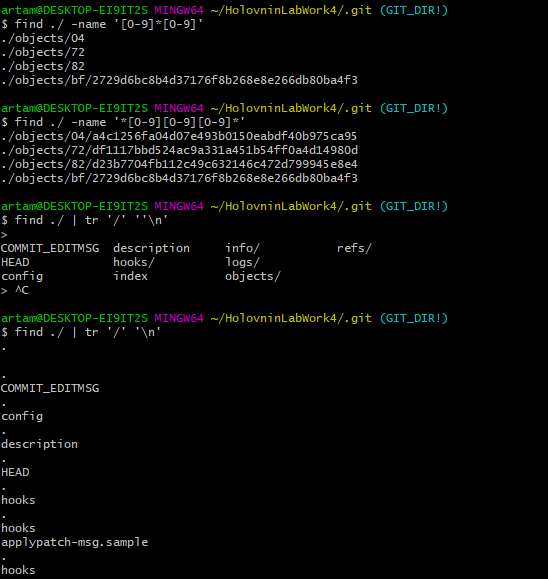 artam@DESKTOP-EI9IT2S MINGW64 ~/HolovninLabWork4/.git (GIT_DIR!)
$ find ./ -name '[0-9]*[0-9]'
./objects/04
./objects/72
./objects/82
./objects/bf/2729d6bc8b4d37176f8b268e8e266db80ba4f3
artam@DESKTOP-EI9IT2S MINGW64 ~/HolovninLabWork4/.git (GIT_DIR!)
$ find ./ -name '*[0-9][0-9][0-9]*'
./objects/04/a4c1256fa04d07e493b0150eabdf40b975ca95
./objects/72/df1117bbd524ac9a331a451b54ff0a4d14980d
./objects/82/d23b7704fb112c49c632146c472d799945e8e4
./objects/bf/2729d6bc8b4d37176f8b268e8e266db80ba4f3
artam@DESKTOP-EI9IT2S MINGW64 ~/HolovninLabWork4/.git (GIT_DIR!)
$ find ./ | tr '/' ''\n'
>
COMMIT_EDITMSG  description     info/           refs/
HEAD            hooks/          logs/
config          index           objects/
> ^C
artam@DESKTOP-EI9IT2S MINGW64 ~/HolovninLabWork4/.git (GIT_DIR!)
$ find ./ | tr '/' '\n'
.
.
COMMIT_EDITMSG
.
config
.
description
.
HEAD
.
hooks
.
hooks
applypatch-msg.sample
.
hooks